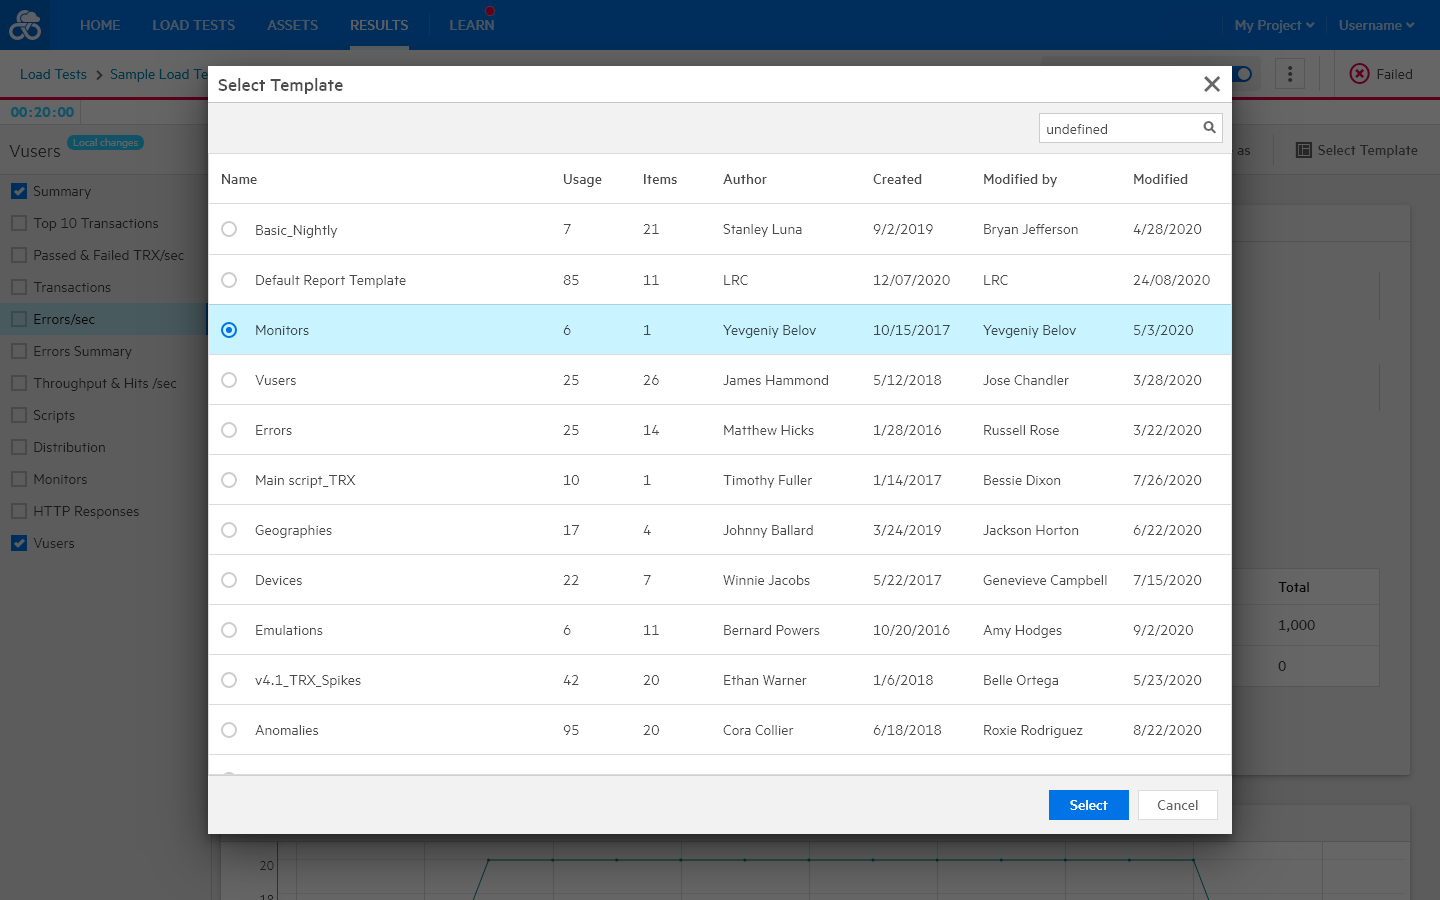 HOME LOAD TESTS ASSETS RESULTS LEARN My Project Username
Load Tests > Sample Load Te Failed
Select Template
00:20:00
undefined
Vusers Local changes
as Select Template
Summary
Top 10 Transactions
Passed & Failed TRX/sec
Transactions
Errors/sec
Errors Summary
Throughput & Hits /sec
Scripts
Distribution
Monitors
HTTP Responses
Vusers
Name Usage Items Author Created Modified by Modified
Basic_Nightly 7 21 Stanley Luna 9/2/2019 Bryan Jefferson 4/28/2020
Default Report Template 85 11 LRC 12/07/2020 LRC 24/08/2020
Monitors 6 1 Yevgeniy Belov 10/15/2017 Yevgeniy Belov 5/3/2020
Vusers 25 26 James Hammond 5/12/2018 Jose Chandler 3/28/2020
Errors 25 14 Matthew Hicks 1/28/2016 Russell Rose 3/22/2020
Main script_TRX 10 1 Timothy Fuller 1/14/2017 Bessie Dixon 7/26/2020
Geographies 17 4 Johnny Ballard 3/24/2019 Jackson Horton 6/22/2020
Devices 22 7 Winnie Jacobs 5/22/2017 Genevieve Campbell 7/15/2020
Emulations 6 11 Bernard Powers 10/20/2016 Amy Hodges 9/2/2020
v4.1_TRX_Spikes 42 20 Ethan Warner 1/6/2018 Belle Ortega 5/23/2020
Anomalies 95 20 Cora Collier 6/18/2018 Roxie Rodriguez 8/22/2020
Total
1,000
0
Select Cancel
20
18